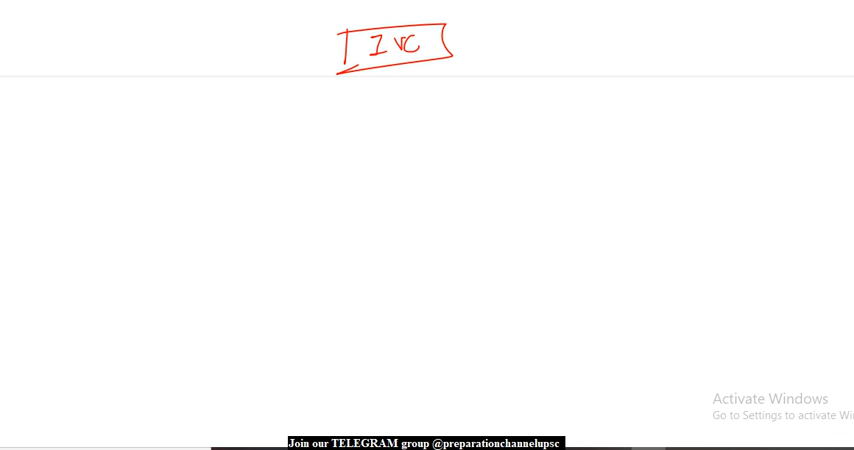 IVC
Activate Windows
Go to Settings to activate Wi
Join our TELEGRAM group @preparationchannelupsc